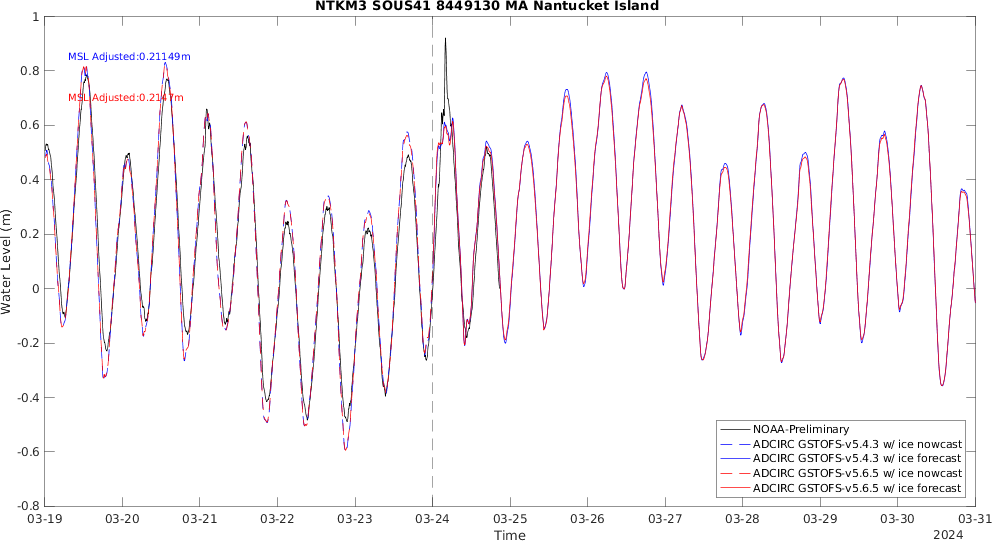 NTKM3 SOUS41 8449130 MA Nantucket Island
MSL Adjusted:0.21149m
MSL Adjusted:0.2147m
Water Level (m)
1
0.8
0.6
0.4
0.2
0
-0.2
-0.4
-0.6
-0.8
NOAA-Preliminary
ADCIRC GSTOFS-v5.4.3 w/ ice nowcast
ADCIRC GSTOFS-v5.4.3 w/ ice forecast
ADCIRC GSTOFS-v5.6.5 w/ ice nowcast
ADCIRC GSTOFS-v5.6.5 w/ ice forecast
03-19 03-20 03-21 03-22 03-23 03-24 03-25 03-26 03-27 03-28 03-29 03-30 03-31
Time
2024